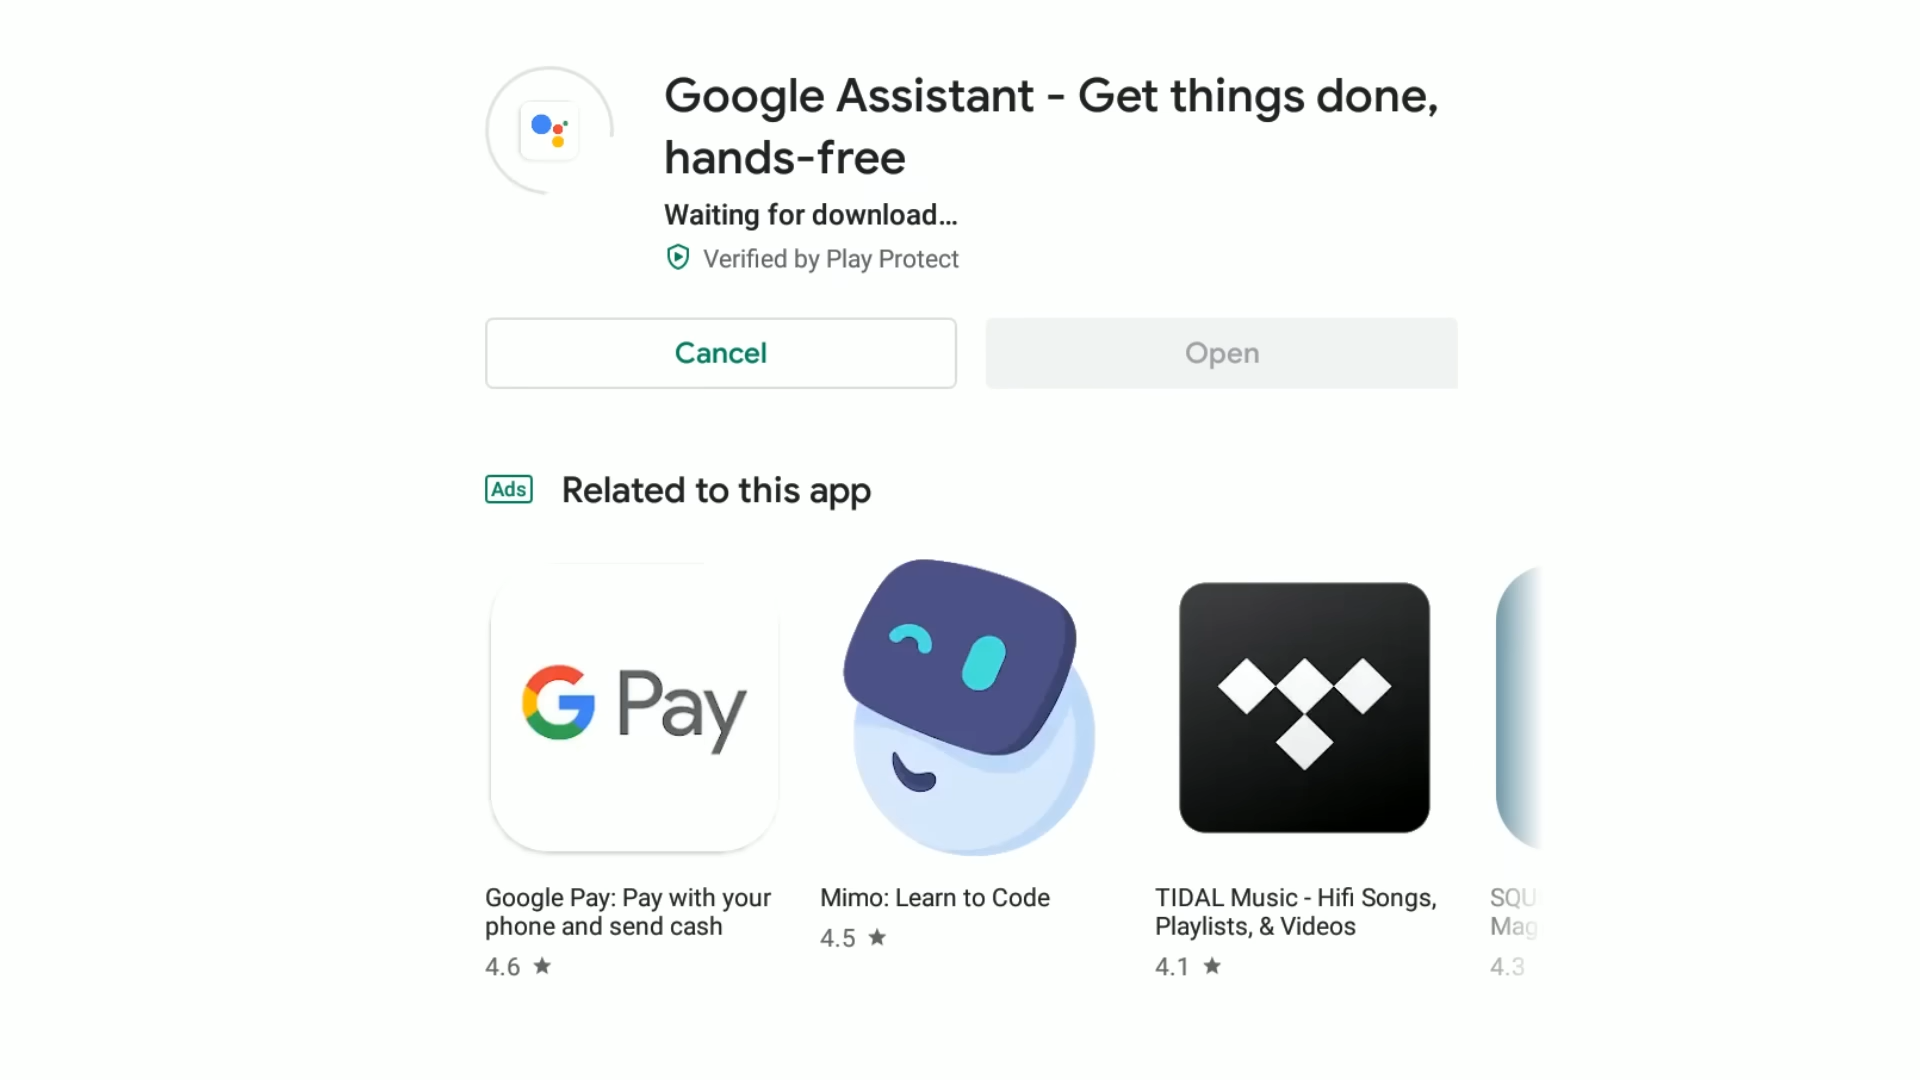 Google Assistant - Get things done,
hands-free
Waiting for download...
Verified by Play Protect
Cancel
Open
Ads Related to this app
G Pay
Google Pay: Pay with your
phone and send cash
4.6 ★
Mimo: Learn to Code
4.5 ★
TIDAL Music - Hifi Songs,
Playlists, & Videos
4.1 ★
SQU
Mag
4.3